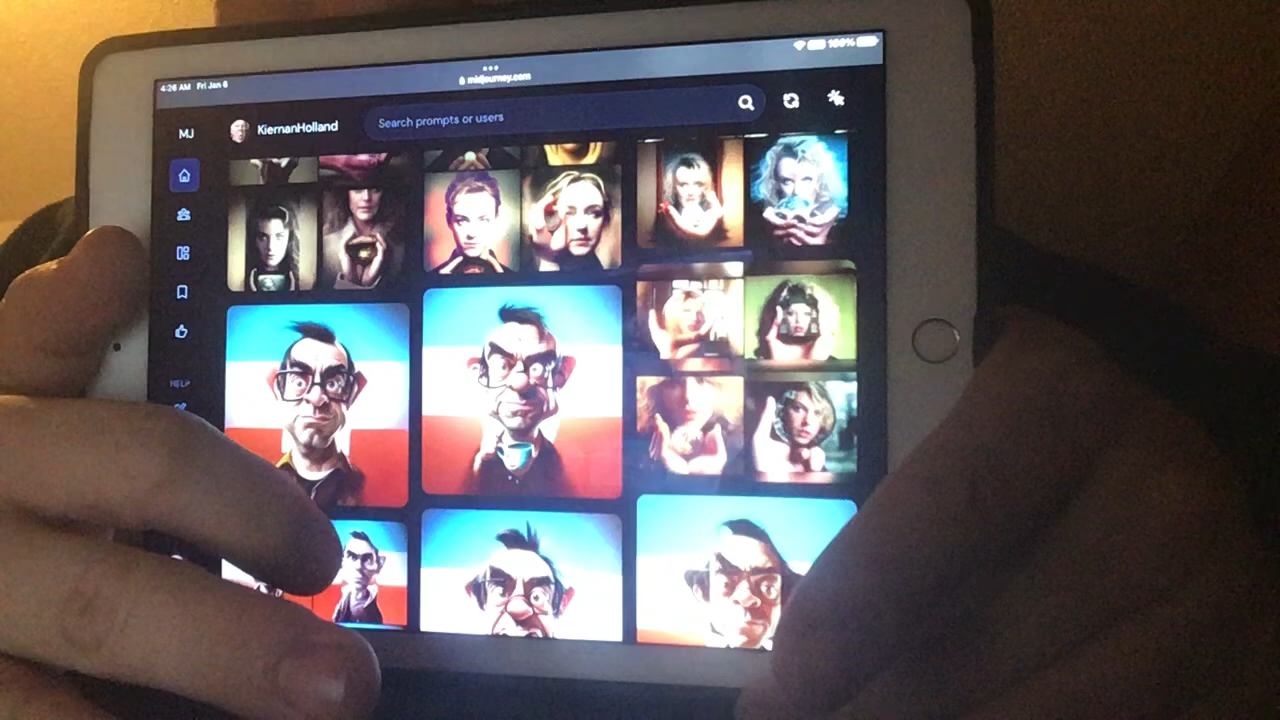 4:26 AM Fri Jan 6
midjourney.com
100%
MJ
KiernanHolland
Search prompts or users
HELP